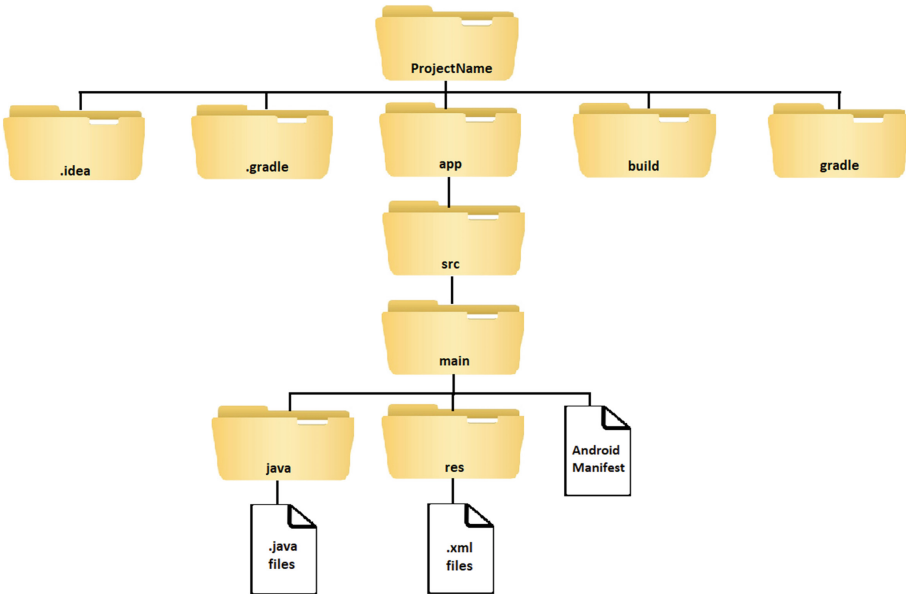 ProjectName
.idea
.gradle
app
build
gradle
src
main
java
res
Android
Manifest
.java
files
.xml
files